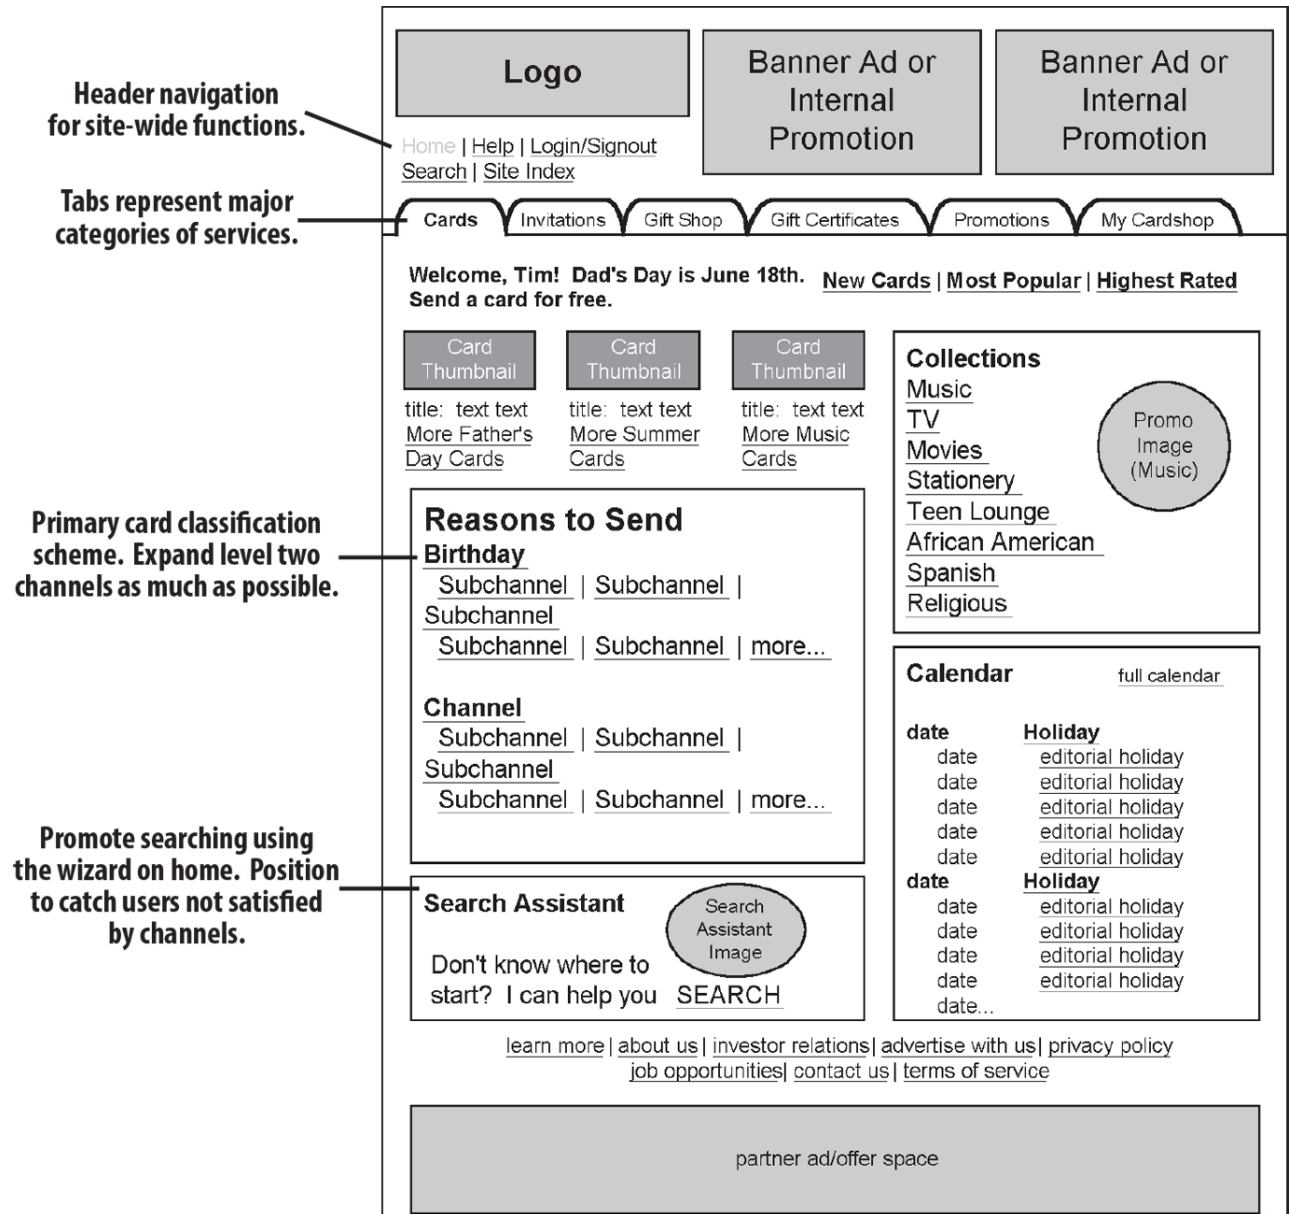 Header navigation
for site-wide functions.
Tabs represent major
categories of services.
Primary card classification
scheme. Expand level two
channels as much as possible.
Promote searching using
the wizard on home. Position
to catch users not satisfied
by channels.
Logo
Banner Ad or
Internal
Promotion
Banner Ad or
Internal
Promotion
Home | Help | Login/Signout
Search | Site Index
Cards Invitations Gift Shop Gift Certificates Promotions My Cardshop
Welcome, Tim! Dad's Day is June 18th.
Send a card for free.
New Cards | Most Popular | Highest Rated
Card
Thumbnail
title: text text
More Father's
Day Cards
Card
Thumbnail
title: text text
More Summer
Cards
Card
Thumbnail
title: text text
More Music
Cards
Reasons to Send
Birthday
Subchannel | Subchannel |
Subchannel
Subchannel | Subchannel | more...
Channel
Subchannel | Subchannel |
Subchannel
Subchannel | Subchannel | more...
Search Assistant
Don't know where to
start? I can help you SEARCH
Search
Assistant
Image
Collections
Music
TV
Movies
Stationery
Teen Lounge
African American
Spanish
Religious
Promo
Image
(Music)
Calendar full calendar
date Holiday
date editorial holiday
date editorial holiday
date editorial holiday
date editorial holiday
date editorial holiday
date Holiday
date editorial holiday
date editorial holiday
date editorial holiday
date editorial holiday
date...
learn more | about us | investor relations| advertise with us| privacy policy
job opportunities| contact us | terms of service
partner ad/offer space